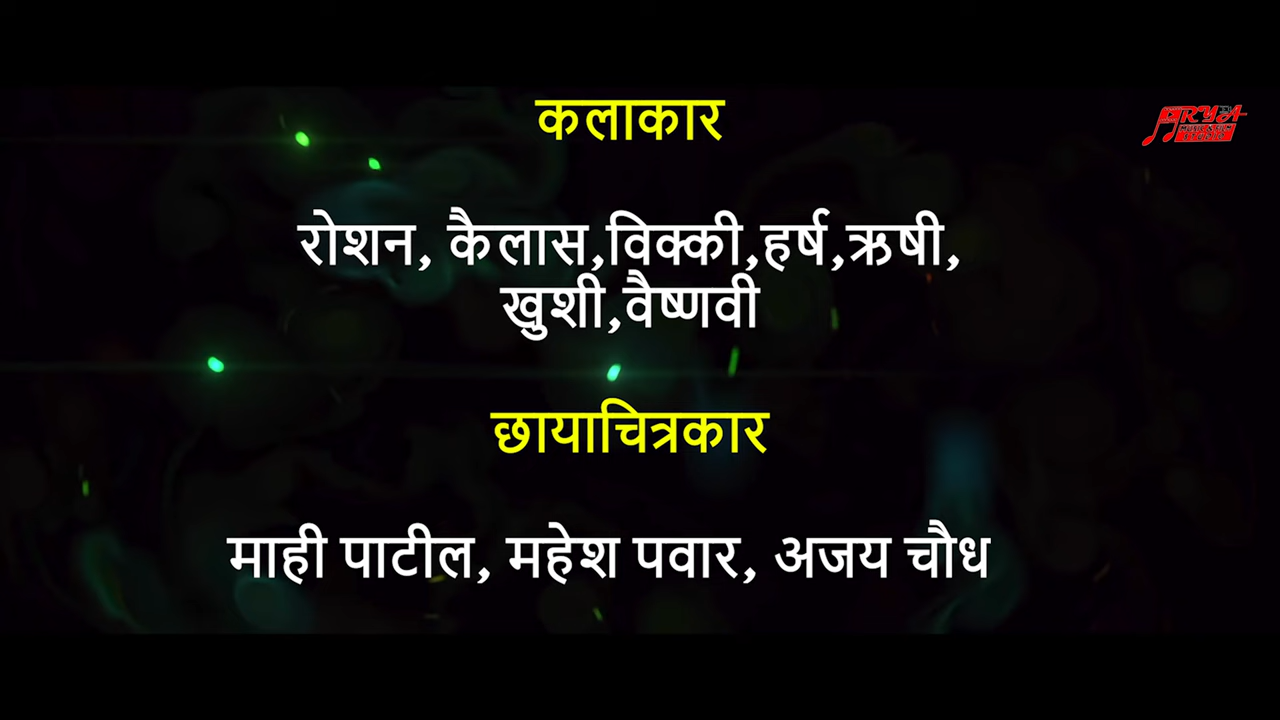 कलाकार
रोशन, कैलास,विक्की,हर्ष,ऋषी,
खुशी,वैष्णवी
छायाचित्रकार
माही पाटील, महेश पवार, अजय चौध